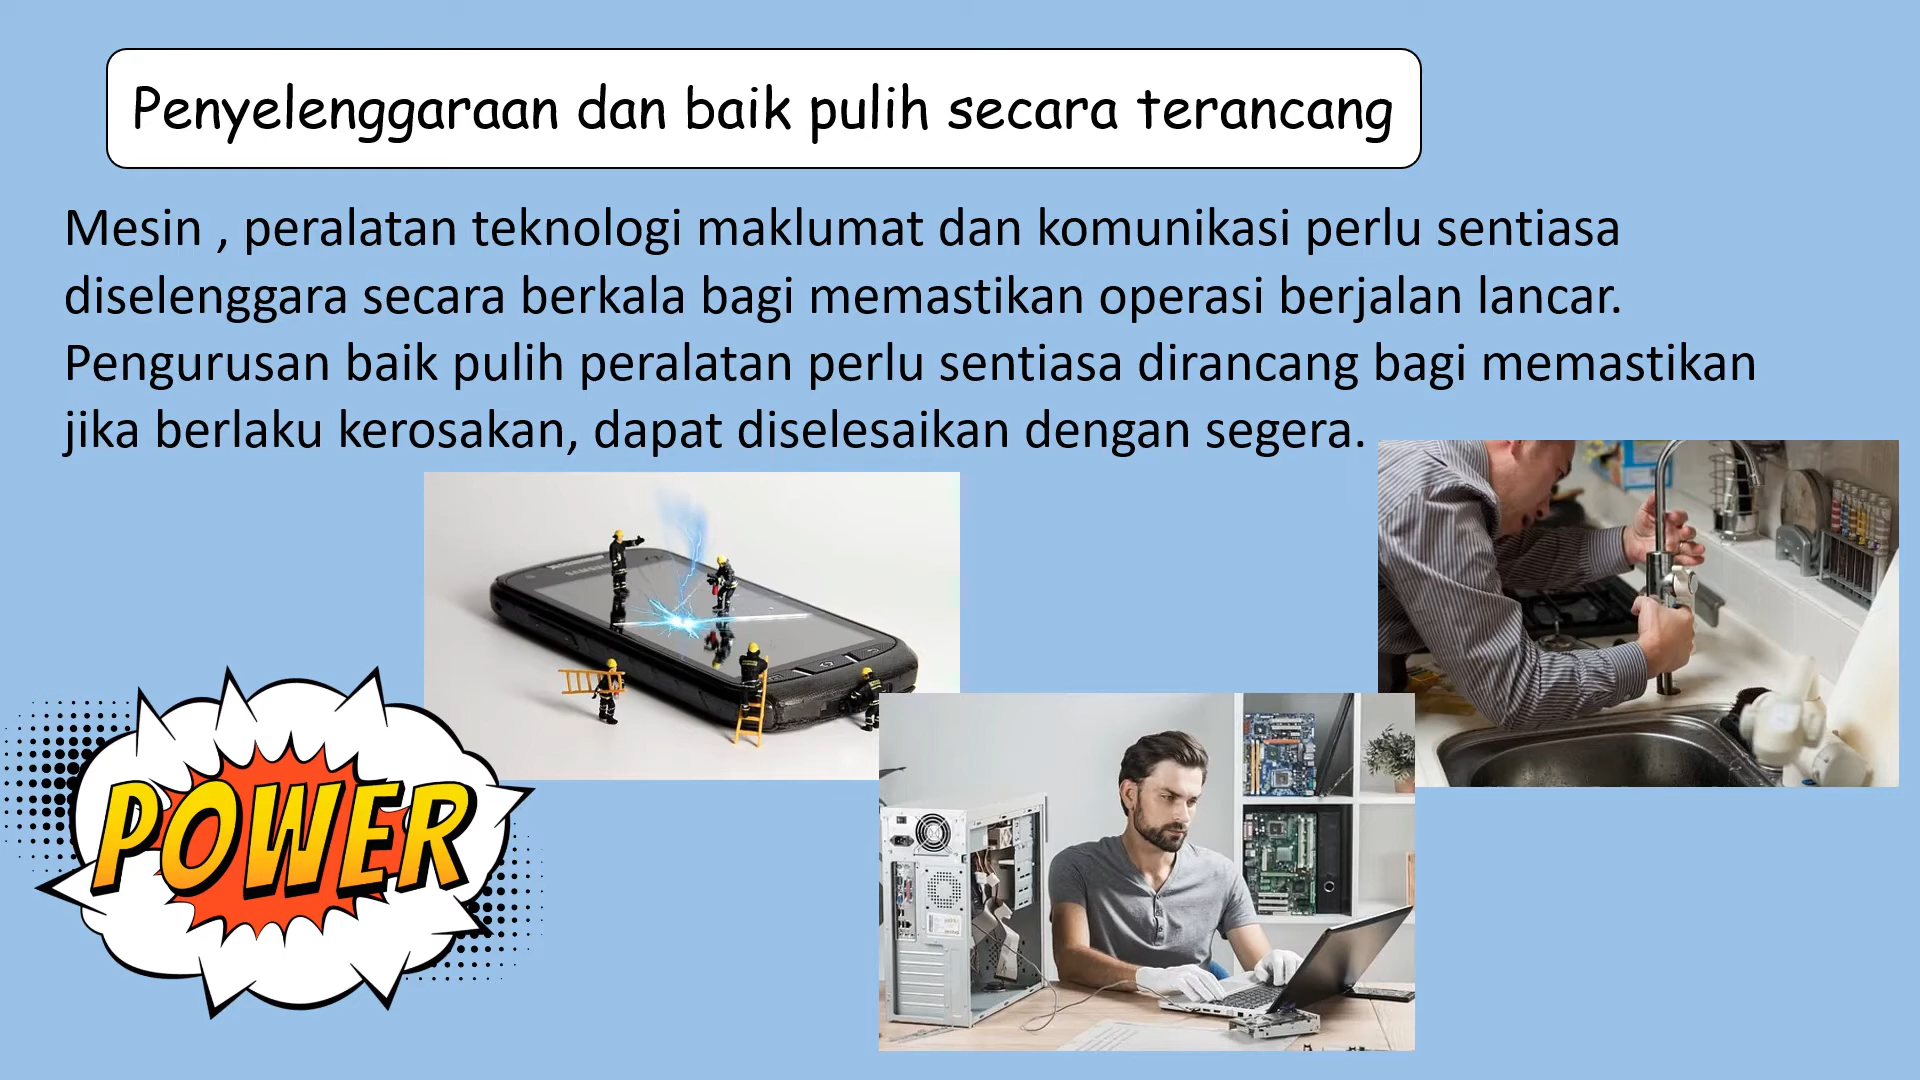 Penyelenggaraan dan baik pulih secara terancang
Mesin , peralatan teknologi maklumat dan komunikasi perlu sentiasa
diselenggara secara berkala bagi memastikan operasi berjalan lancar.
Pengurusan baik pulih peralatan perlu sentiasa dirancang bagi memastikan
jika berlaku kerosakan, dapat diselesaikan dengan segera.
SAMSUNG
POWER